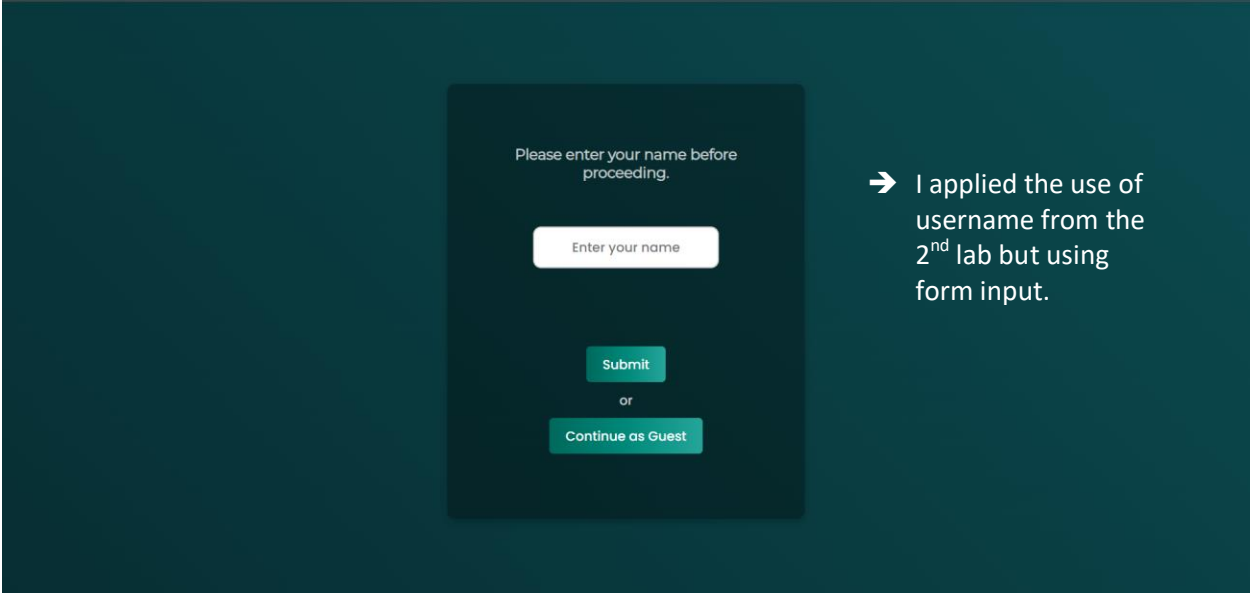 Please enter your name before
proceeding.
Enter your name
Submit
or
Continue as Guest
➔ I applied the use of
username from the
2nd lab but using
form input.